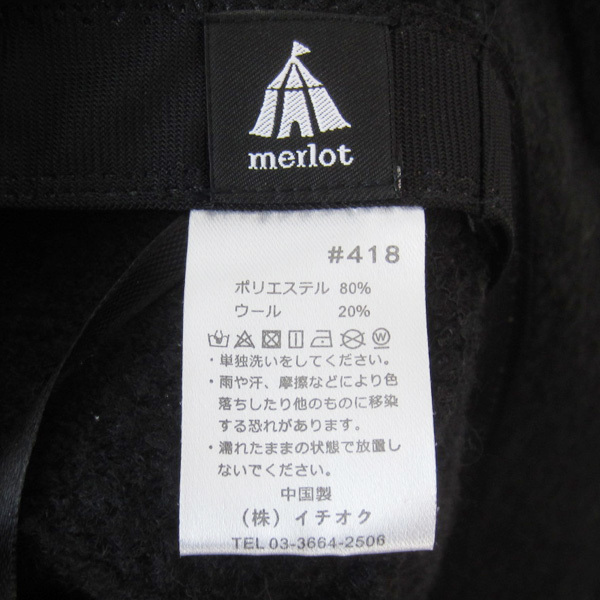 merlot
#418
ポリエステル 80%
ウール 20%
・単独洗いをしてください。
・雨や汗、摩擦などにより色
落ちしたり他のものに移染
する恐れがあります。
・濡れたままの状態で放置し
ないでください。
中国製
(株)イチオク
TEL 03-3664-2506